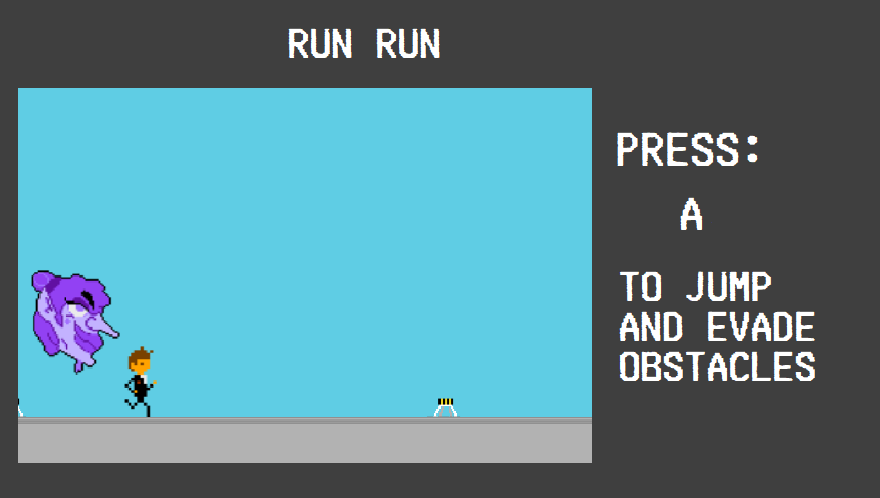 RUN RUN
PRESS:
A
TO JUMP
AND EVADE
OBSTACLES